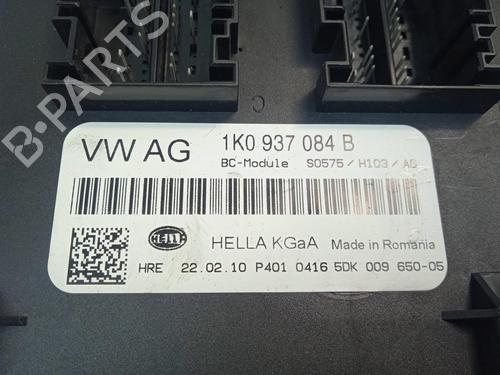 B-PARTS
VW AG 1K0 937 084 B
BC-Module S0575/H103/
HELLA
HELLA KGaA Made in Romania
HRE 22.02.10 P401 0416 5DK 009 650-05